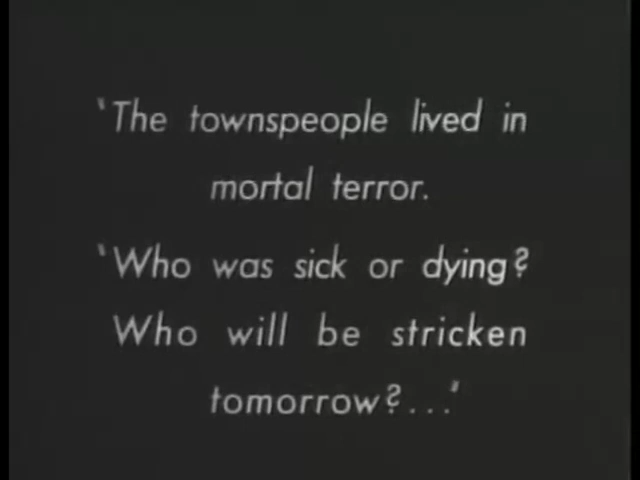 'The townspeople lived in
mortal terror.
'Who was sick or dying?
Who will be stricken
tomorrow?...'